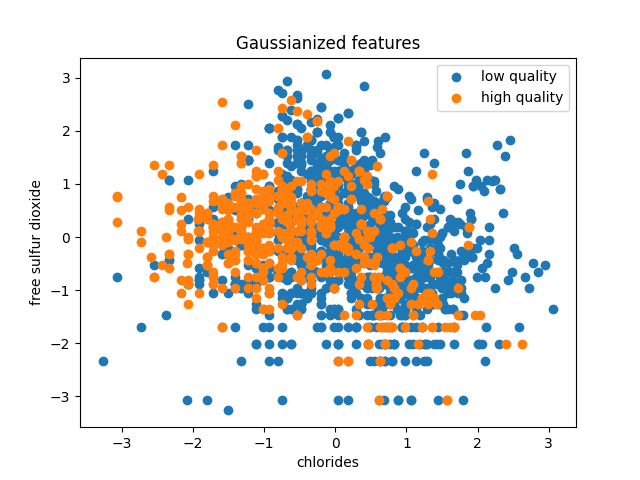 Gaussianized features
low quality
high quality
free sulfur dioxide
3
2
1
0
−1
−2
−3
−3
−2
−1
0
1
2
3
chlorides